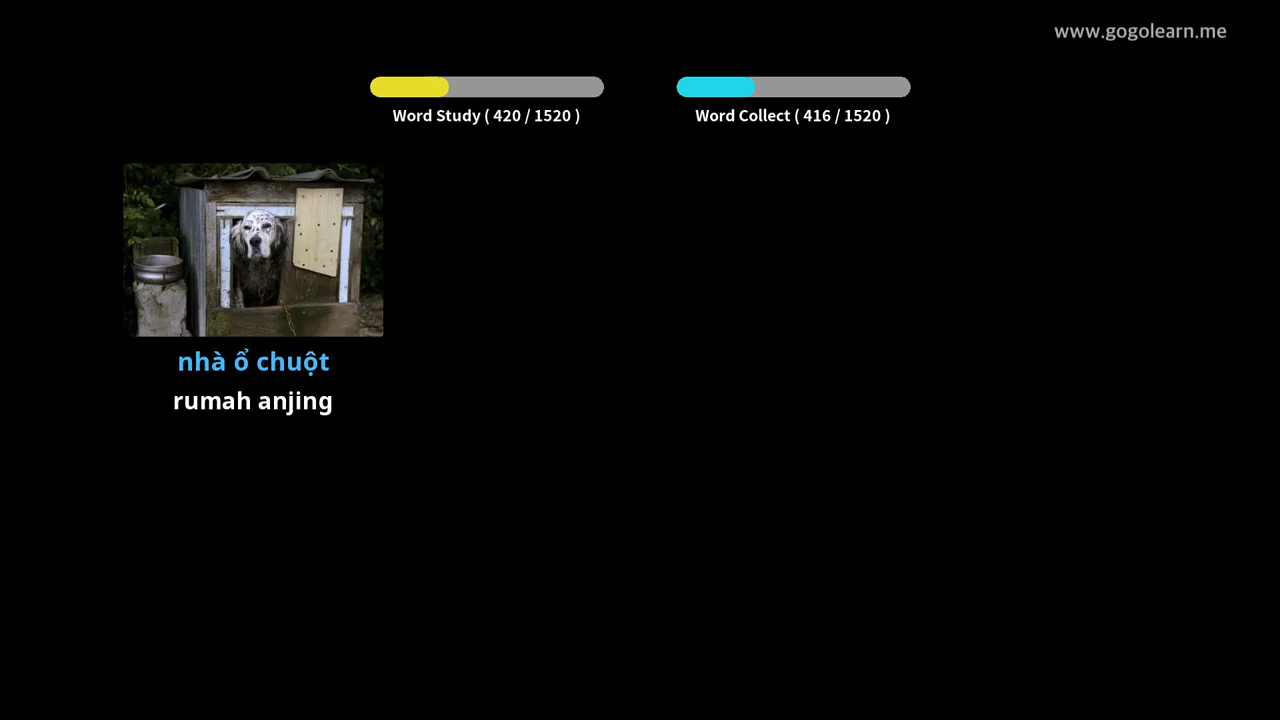 www.gogolearn.me
Word Study ( 420 / 1520 )
Word Collect ( 416 / 1520 )
nhà ổ chuột
rumah anjing